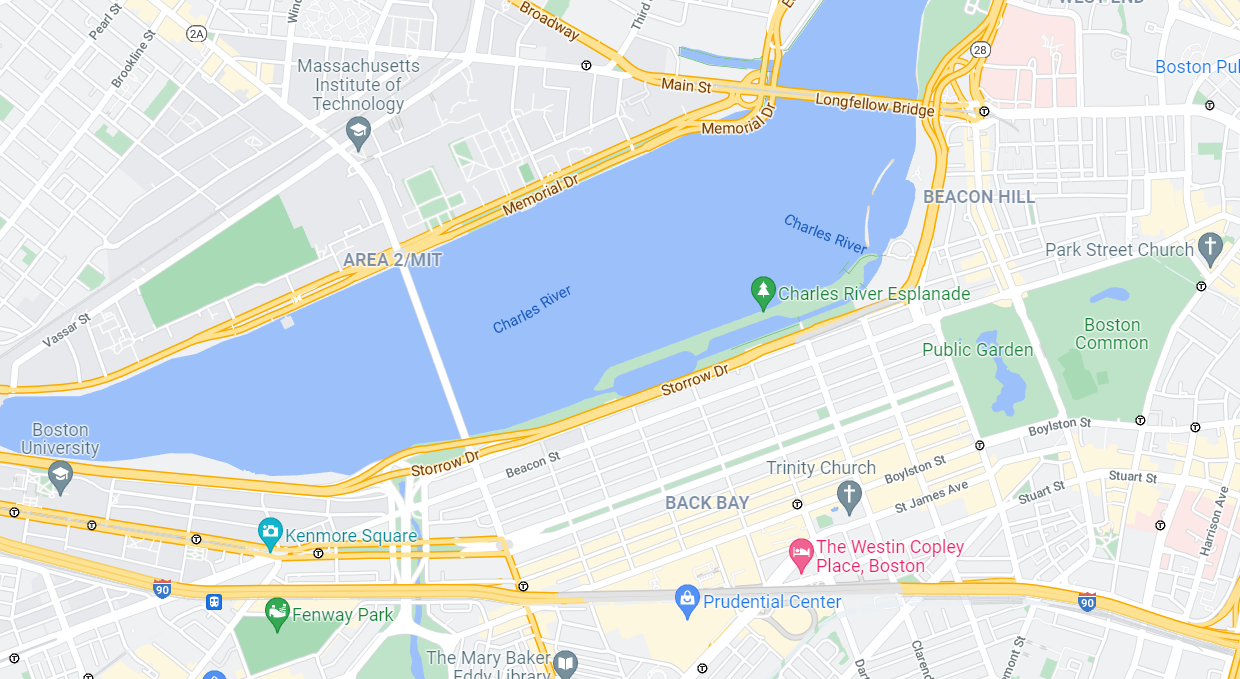 WEST END
Pearl St
Broadway
Third
2A
28
Brookline St
Massachusetts
Institute of
Technology
Boston Pu
Main St
Longfellow Bridge
Memorial Dr
Memorial Dr
BEACON HILL
Charles River
Park Street Church
AREA 2/MIT
Charles River
Charles River Esplanade
Vassar St
Boston
Common
Public Garden
Storrow Dr
Boston
University
Boylston St
Storrow Dr
Beacon St
Trinity Church
Boylston St
Stuart St
St James Ave
Stuart St
BACK BAY
Harrison Ave
Kenmore Square
The Westin Copley
Place, Boston
90
Prudential Center
90
Fenway Park
The Mary Baker
Eddy Library
Clarend